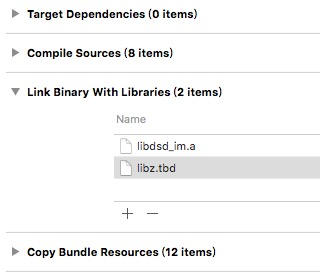 Target Dependencies (0 items)
Compile Sources (8 items)
Link Binary With Libraries (2 items)
Name
libdsd_im.a
libz.tbd
Copy Bundle Resources (12 items)